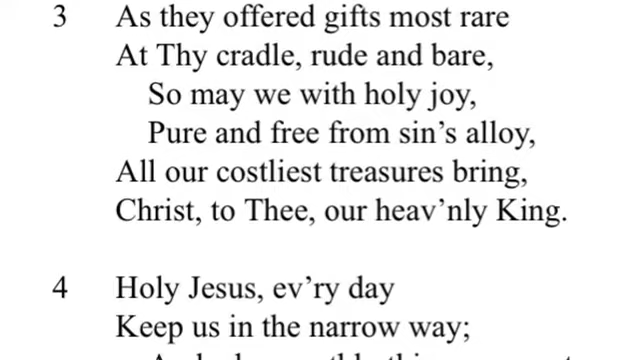 3 As they offered gifts most rare
At Thy cradle, rude and bare,
So may we with holy joy,
Pure and free from sin’s alloy,
All our costliest treasures bring,
Christ, to Thee, our heav’nly King.
4 Holy Jesus, ev’ry day
Keep us in the narrow way;